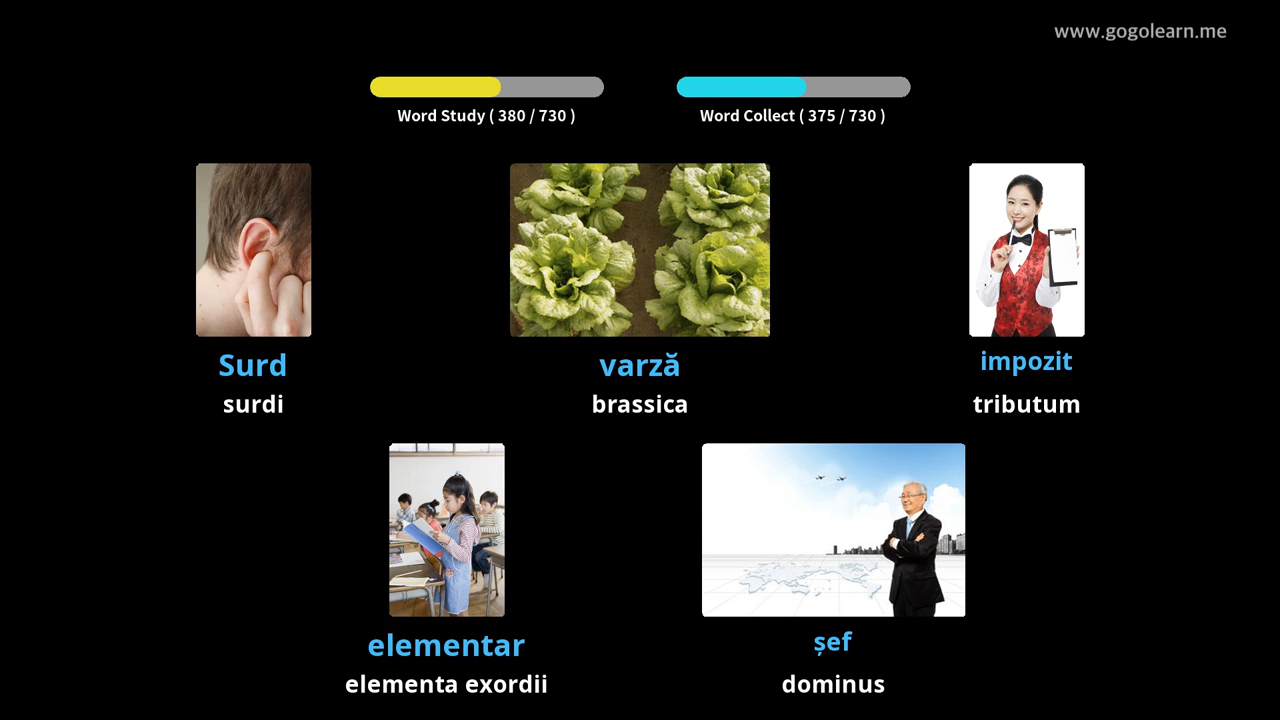 www.gogolearn.me
Word Study ( 380 / 730 )
Word Collect ( 375 / 730 )
Surd
surdi
varză
brassica
impozit
tributum
elementar
elementa exordii
șef
dominus